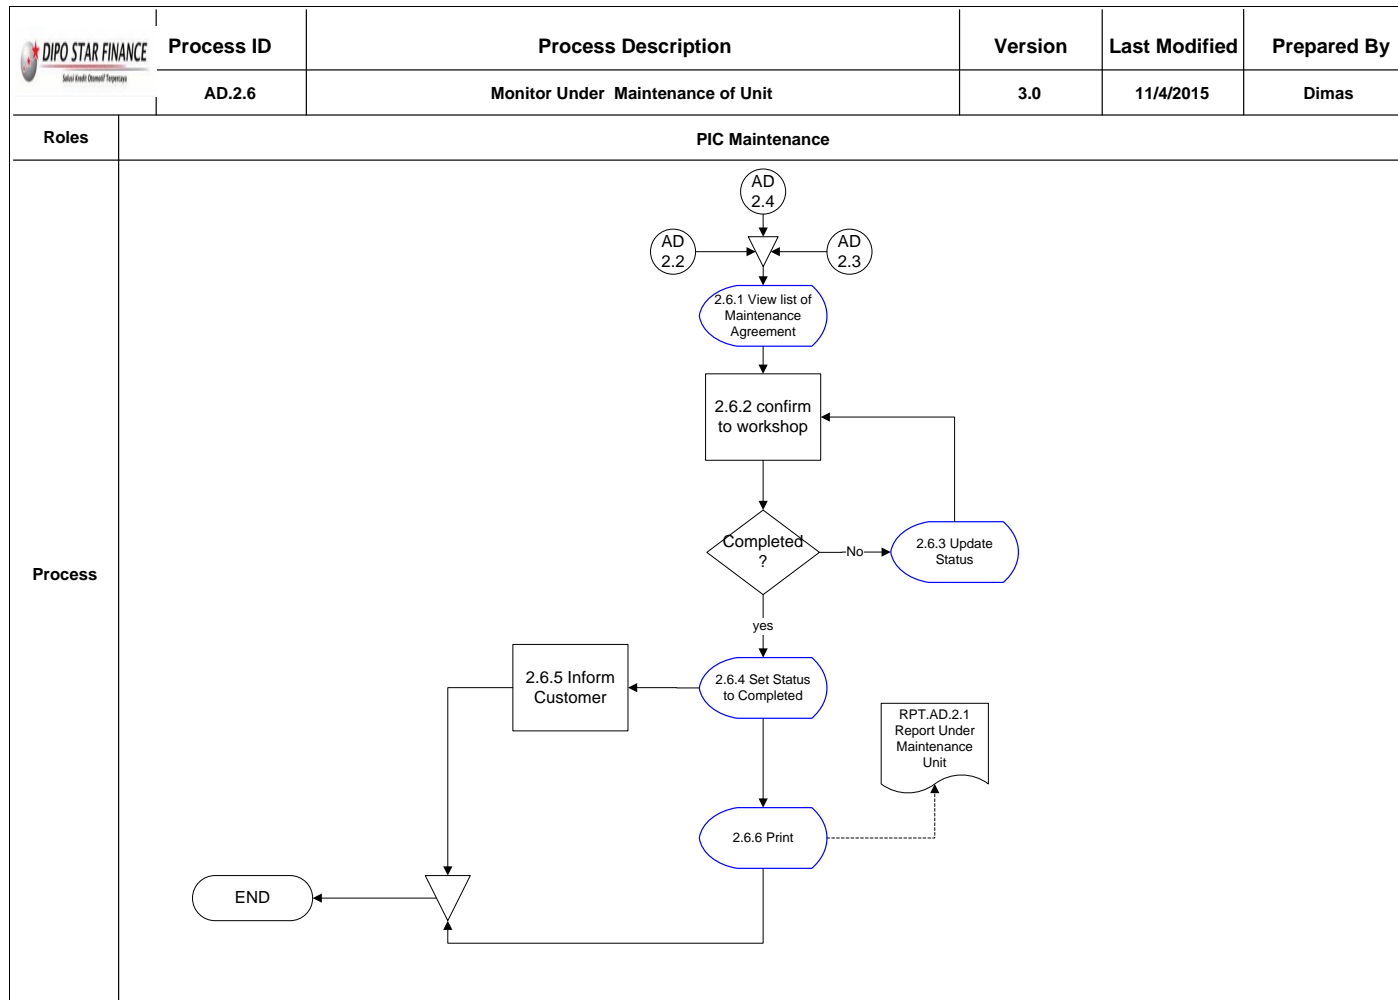 DIPO STAR FINANCE
Solusi Kredit Otomotif Terpercaya
Process ID
Process Description
Version
Last Modified
Prepared By
AD.2.6
Monitor Under Maintenance of Unit
3.0
11/4/2015
Dimas
Roles
PIC Maintenance
Process
AD
2.4
AD
2.2
AD
2.3
2.6.1 View list of
Maintenance
Agreement
2.6.2 confirm
to workshop
Completed
?
No
2.6.3 Update
Status
yes
2.6.4 Set Status
to Completed
2.6.5 Inform
Customer
RPT.AD.2.1
Report Under
Maintenance
Unit
2.6.6 Print
END